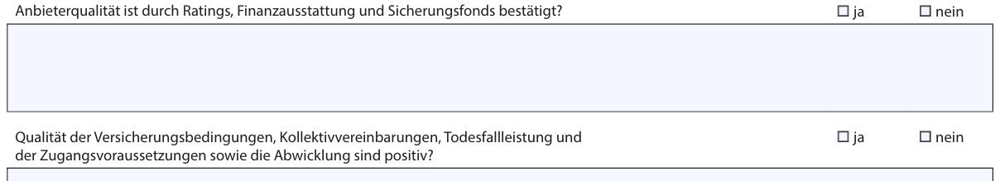 Anbieterqualität ist durch Ratings, Finanzausstattung und Sicherungsfonds bestätigt? ja nein
Qualität der Versicherungsbedingungen, Kollektivvereinbarungen, Todesfallleistung und ja nein
der Zugangsvoraussetzungen sowie die Abwicklung sind positiv?